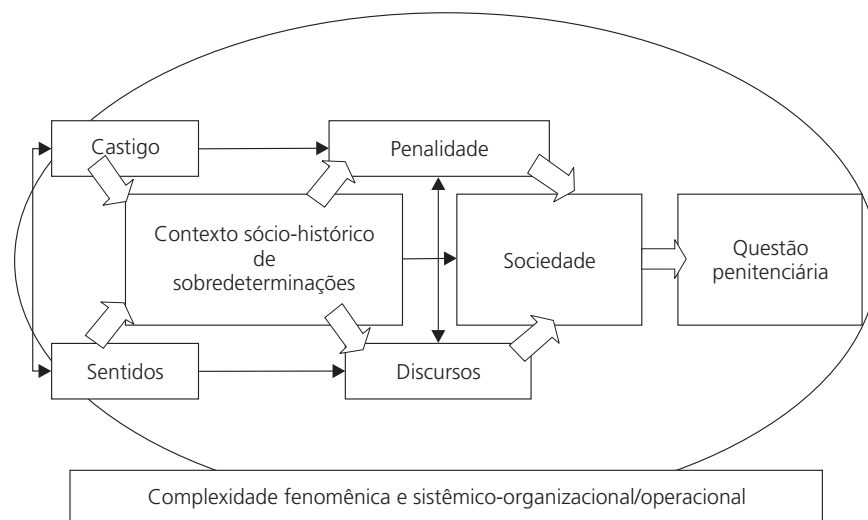 Castigo
Penalidade
Contexto sócio-histórico
de
sobredeterminações
Sociedade
Questão
penitenciária
Sentidos
Discursos
Complexidade fenomênica e sistêmico-organizacional/operacional